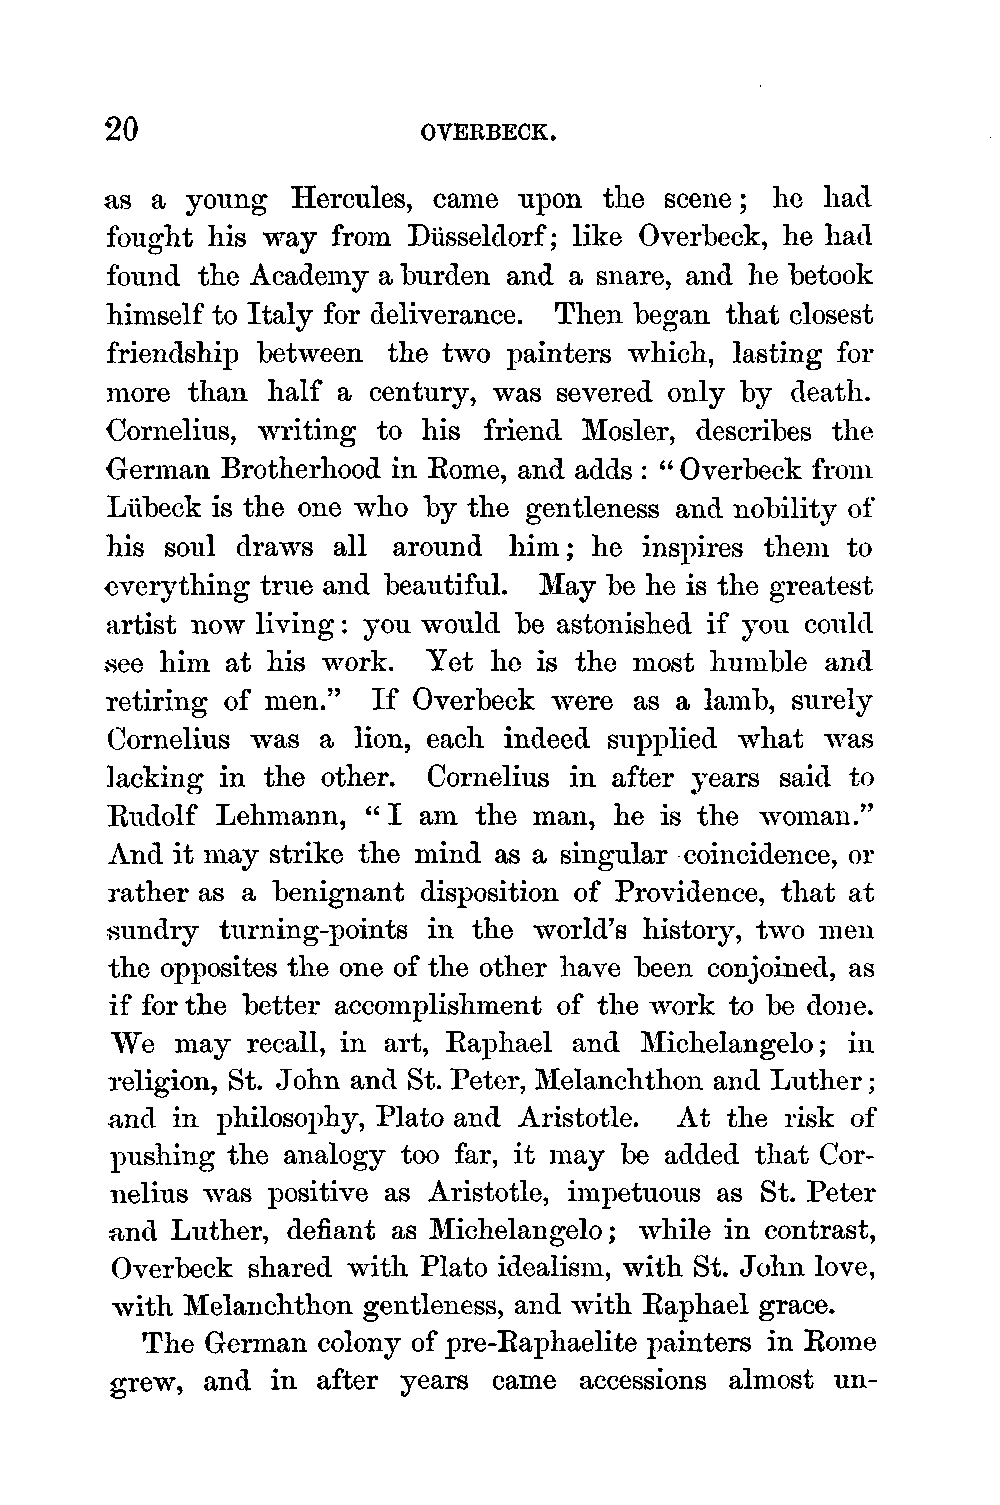 20 OVERBECK.
as a young Hercules, came upon the scene; he had
fought his way from Düsseldorf; like Overbeck, he had
found the Academy a burden and a snare, and he betook
himself to Italy for deliverance. Then began that closest
friendship between the two painters which, lasting for
more than half a century, was severed only by death.
Cornelius, writing to his friend Mosler, describes the
German Brotherhood in Rome, and adds: “Overbeck from
Lübeck is the one who by the gentleness and nobility of
his soul draws all around him; he inspires them to
everything true and beautiful. May be he is the greatest
artist now living: you would be astonished if you could
see him at his work. Yet he is the most humble and
retiring of men.” If Overbeck were as a lamb, surely
Cornelius was a lion, each indeed supplied what was
lacking in the other. Cornelius in after years said to
Rudolf Lehmann, “I am the man, he is the woman.”
And it may strike the mind as a singular coincidence, or
rather as a benignant disposition of Providence, that at
sundry turning-points in the world’s history, two men
the opposites the one of the other have been conjoined, as
if for the better accomplishment of the work to be done.
We may recall, in art, Raphael and Michelangelo; in
religion, St. John and St. Peter, Melanchthon and Luther;
and in philosophy, Plato and Aristotle. At the risk of
pushing the analogy too far, it may be added that Cor-
nelius was positive as Aristotle, impetuous as St. Peter
and Luther, defiant as Michelangelo; while in contrast,
Overbeck shared with Plato idealism, with St. John love,
with Melanchthon gentleness, and with Raphael grace.
The German colony of pre-Raphaelite painters in Rome
grew, and in after years came accessions almost un-